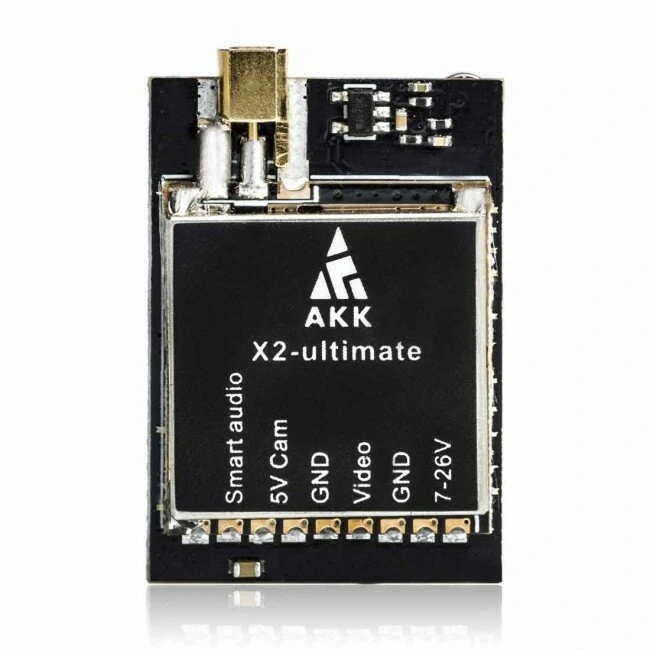 AKK
X2-ultimate
Smart audio
5V Cam
GND
Video
GND
7-26V